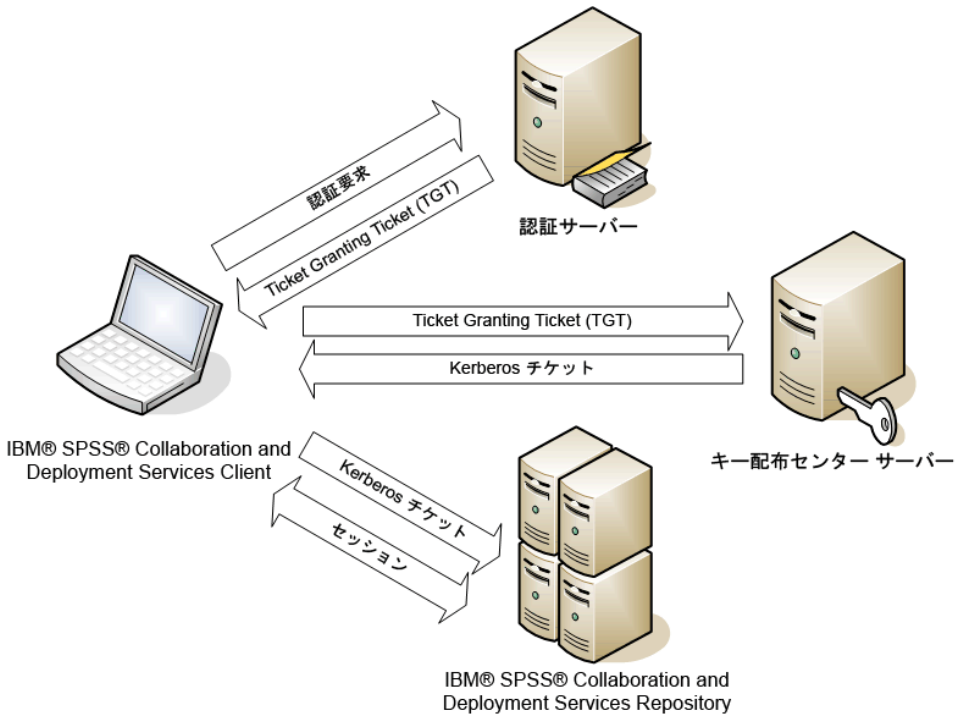 認証要求
Ticket Granting Ticket (TGT)
認証サーバー
Ticket Granting Ticket (TGT)
Kerberos チケット
キー配布センター サーバー
IBM® SPSS® Collaboration and
Deployment Services Client
Kerberos チケット
セッション
IBM® SPSS® Collaboration and
Deployment Services Repository